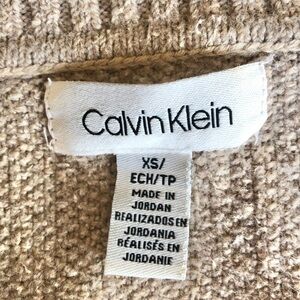 Calvin Klein
XS/
ECH/TP
MADE IN
JORDAN
REALIZADOS EN
JORDANIA
RÉALISÉS EN
JORDANIE